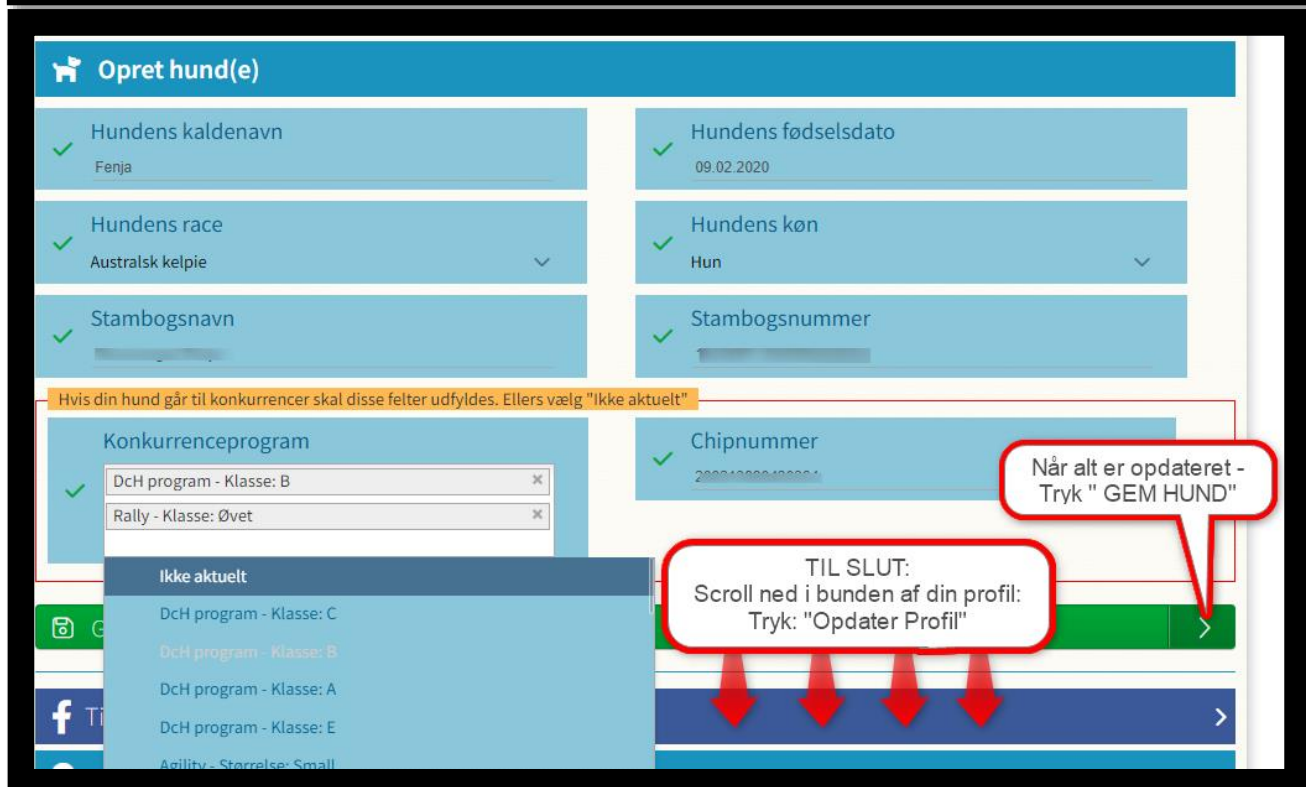 Opret hund(e)
Hundens kaldenavn
Fenja
Hundens fødselsdato
09.02.2020
Hundens race
Australsk kelpie
Hundens køn
Hun
Stambogsnavn
Stambogsnummer
Hvis din hund går til konkurrencer skal disse felter udfyldes. Ellers vælg "Ikke aktuelt"
Konkurrenceprogram
DcH program - Klasse: B
Rally - Klasse: Øvet
Chipnummer
Når alt er opdateret -
Tryk " GEM HUND"
Ikke aktuelt
DcH program - Klasse: C
DcH program - Klasse: B
DcH program - Klasse: A
DcH program - Klasse: E
Agility - Størrelse: Small
TIL SLUT:
Scroll ned i bunden af din profil:
Tryk: "Opdater Profil"